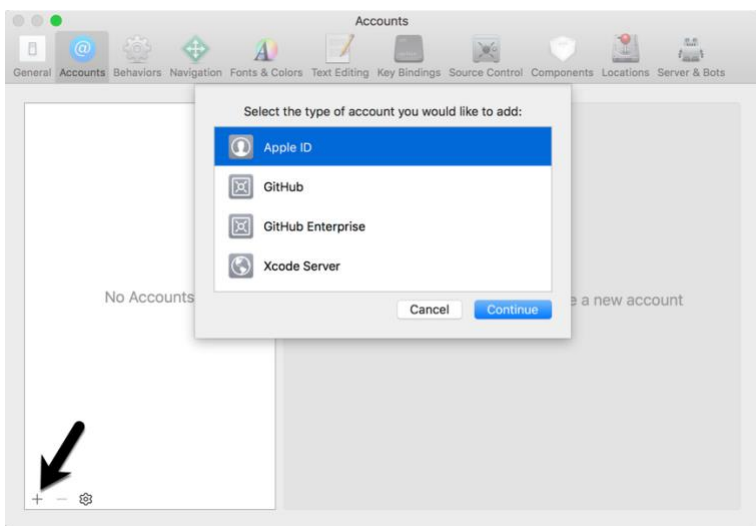 Accounts
General Accounts Behaviors Navigation Fonts & Colors Text Editing Key Bindings Source Control Components Locations Server & Bots
Select the type of account you would like to add:
Apple ID
GitHub
GitHub Enterprise
Xcode Server
No Accounts
a new account
Cancel Continue